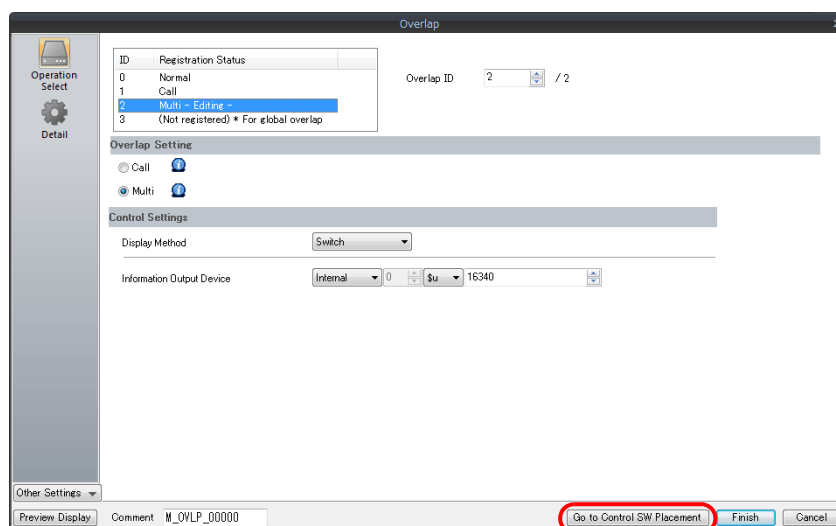 Overlap
Operation
Select
Detail
ID Registration Status
0 Normal
1 Call
2 Multi - Editing -
3 (Not registered) * For global overlap
Overlap ID 2 / 2
Overlap Setting
Call
Multi
Control Settings
Display Method Switch
Information Output Device Internal 0 $u 16340
Other Settings
Preview Display Comment M_OVLP_00000 Go to Control SW Placement Finish Cancel